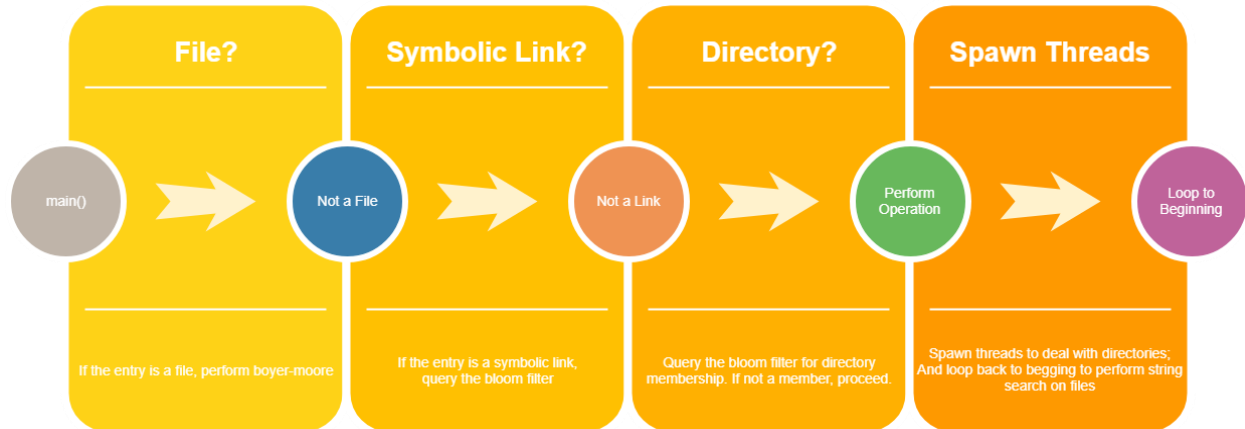 File?
Symbolic Link?
Directory?
Spawn Threads
main()
Not a File
Not a Link
Perform
Operation
Loop to
Beginning
If the entry is a file, perform boyer-moore
If the entry is a symbolic link,
query the bloom filter
Query the bloom filter for directory
membership. If not a member, proceed.
Spawn threads to deal with directories;
And loop back to begging to perform string
search on files